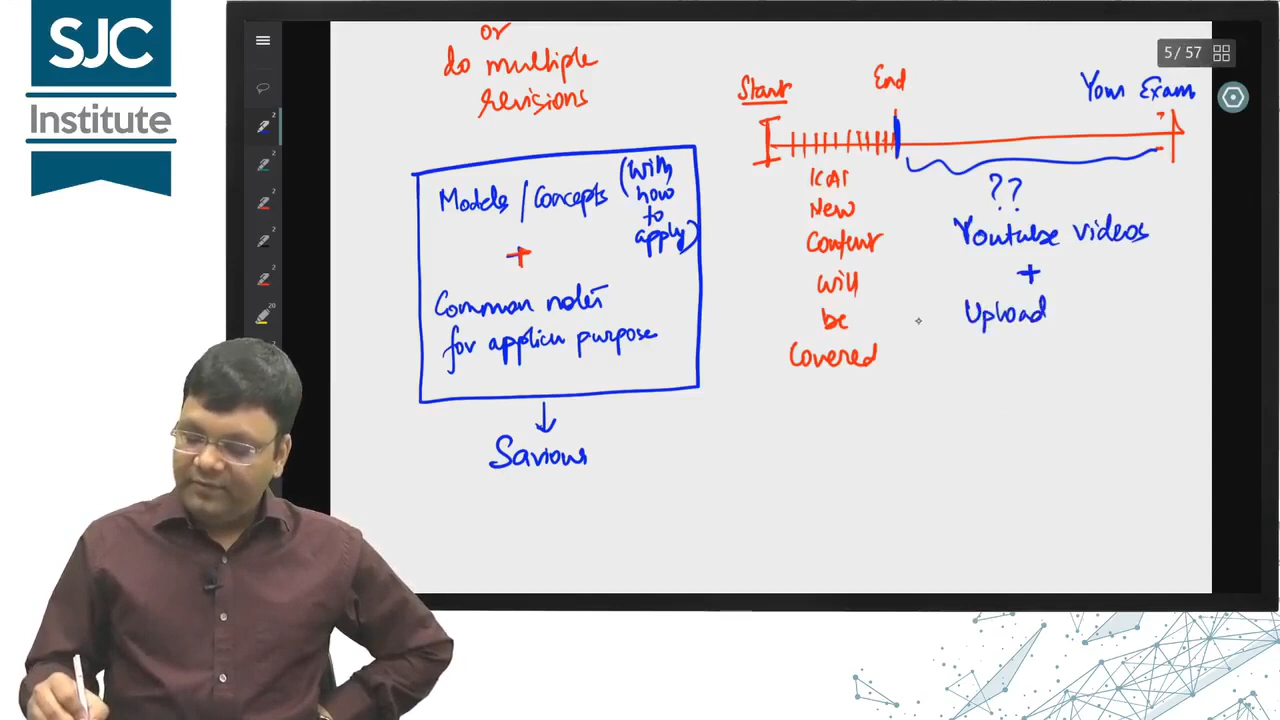 SJC
Institute
5 / 57
or
do multiple
revisions
Models / Concepts (with
how
to
apply)
+
Common notes
for applicn purpose
Saviour
Start
End
Your Exam
ICAI
New
Content
will
be
Covered
??
Youtube videos
+
Upload